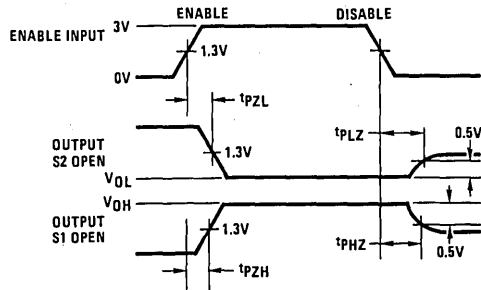 ENABLE
DISABLE
3V
ENABLE INPUT
1.3V
0V
tPZL
tPLZ
0.5V
OUTPUT
S2 OPEN
1.3V
VOL
VOH
OUTPUT
S1 OPEN
1.3V
tPHZ
0.5V
tPZH